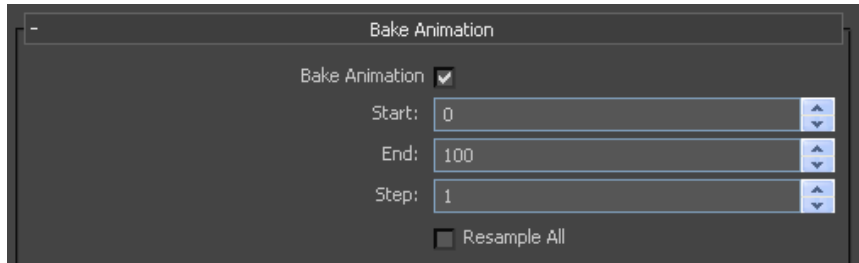 - Bake Animation
Bake Animation
Start: 0
End: 100
Step: 1
Resample All